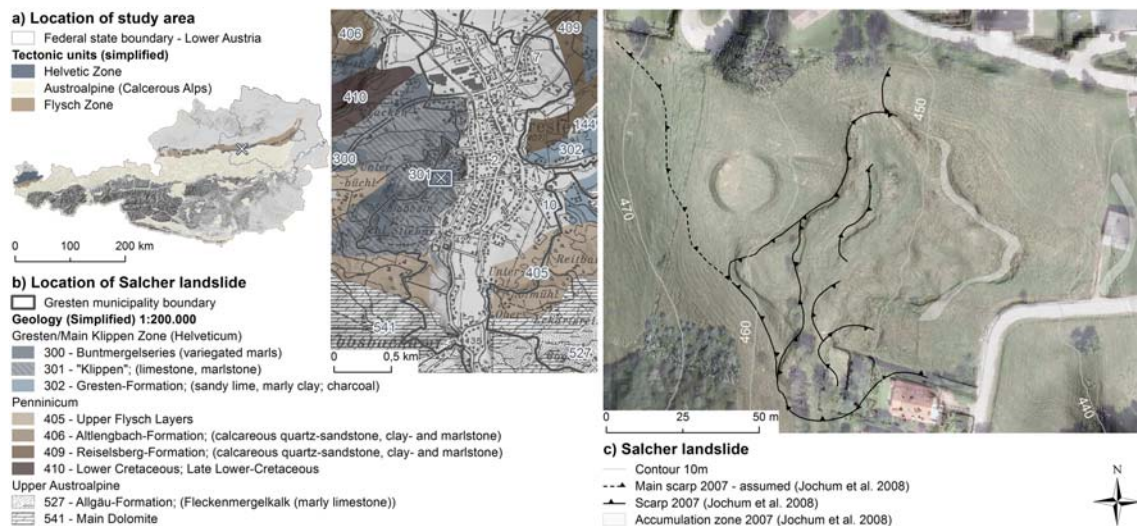 a) Location of study area
Federal state boundary - Lower Austria
Tectonic units (simplified)
Helvetic Zone
Austroalpine (Calcerous Alps)
Flysch Zone
0 100 200 km
b) Location of Salcher landslide
Gresten municipality boundary
Geology (Simplified) 1:200.000
Gresten/Main Klippen Zone (Helveticum)
300 - Buntmergelseries (variegated marls)
301 - "Klippen"; (limestone, marlstone)
302 - Gresten-Formation; (sandy lime, marly clay; charcoal)
Penninicum
405 - Upper Flysch Layers
406 - Altlengbach-Formation; (calcareous quartz-sandstone, clay- and marlstone)
409 - Reiselsberg-Formation; (calcareous quartz-sandstone, clay- and marlstone)
410 - Lower Cretaceous; Late Lower-Cretaceous
Upper Austroalpine
527 - Allgäu-Formation; (Fleckenmergelkalk (marly limestone))
541 - Main Dolomite
406
409
7
410
144
300
302
2
301
10
405
541
527
0 0,5 km
450
470
460
440
0 25 50 m
c) Salcher landslide
Contour 10m
Main scarp 2007 - assumed (Jochum et al. 2008)
Scarp 2007 (Jochum et al. 2008)
Accumulation zone 2007 (Jochum et al. 2008)
N